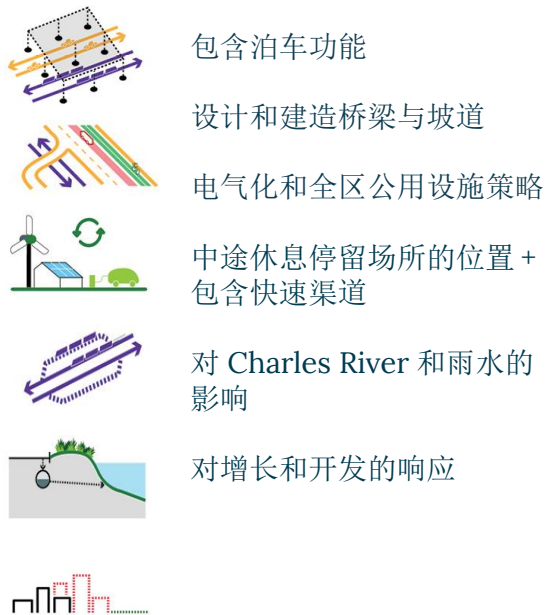 包含泊车功能
设计和建造桥梁与坡道
电气化和全区公用设施策略
中途休息停留场所的位置 +
包含快速渠道
对 Charles River 和雨水的
影响
对增长和开发的响应